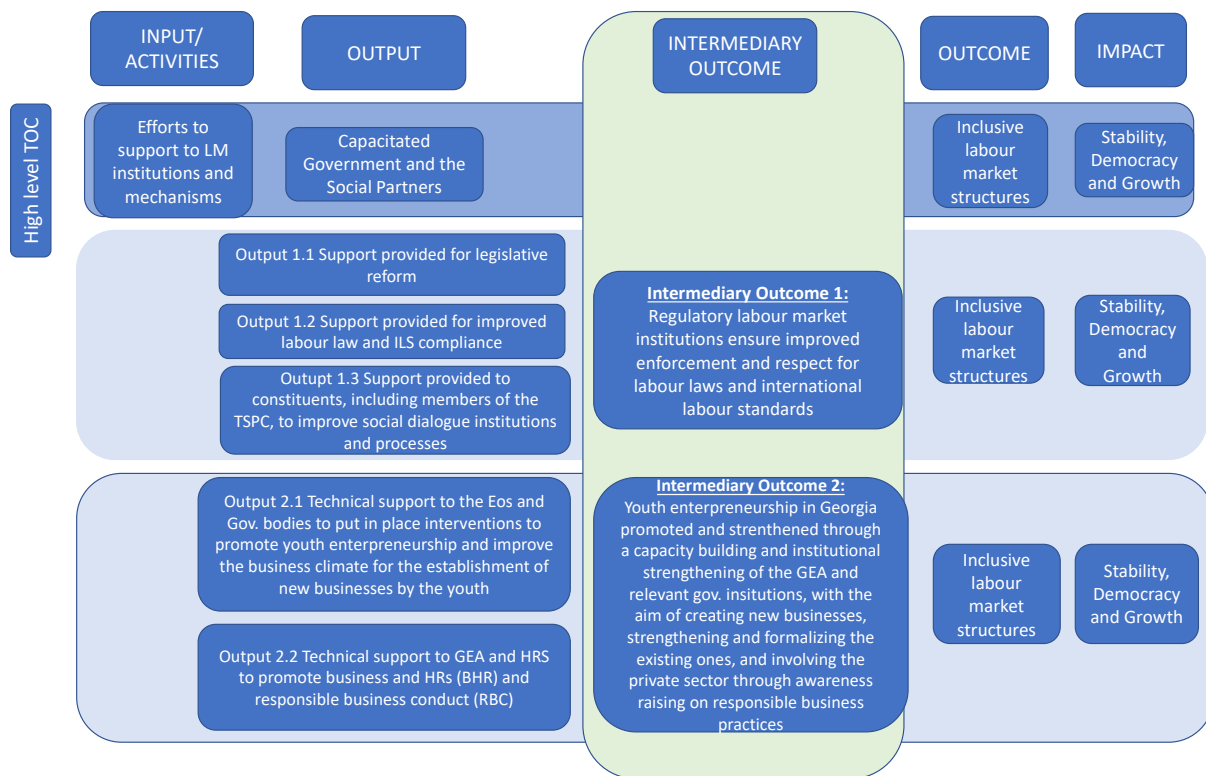 INPUT/
ACTIVITIES
OUTPUT
INTERMEDIARY
OUTCOME
OUTCOME
IMPACT
High level TOC
Efforts to
support to LM
institutions and
mechanisms
Capacitated
Government and the
Social Partners
Inclusive
labour
market
structures
Stability,
Democracy
and Growth
Output 1.1 Support provided for legislative
reform
Output 1.2 Support provided for improved
labour law and ILS compliance
Outupt 1.3 Support provided to
constituents, including members of the
TSPC, to improve social dialogue institutions
and processes
Intermediary Outcome 1:
Regulatory labour market
institutions ensure improved
enforcement and respect for
labour laws and international
labour standards
Inclusive
labour
market
structures
Stability,
Democracy
and
Growth
Output 2.1 Technical support to the Eos and
Gov. bodies to put in place interventions to
promote youth enterpreneurship and improve
the business climate for the establishment of
new businesses by the youth
Output 2.2 Technical support to GEA and HRS
to promote business and HRs (BHR) and
responsible business conduct (RBC)
Intermediary Outcome 2:
Youth enterpreneurship in Georgia
promoted and strenthened through
a capacity building and institutional
strengthening of the GEA and
relevant gov. insitutions, with the
aim of creating new businesses,
strengthening and formalizing the
existing ones, and involving the
private sector through awareness
raising on responsible business
practices
Inclusive
labour
market
structures
Stability,
Democracy
and Growth